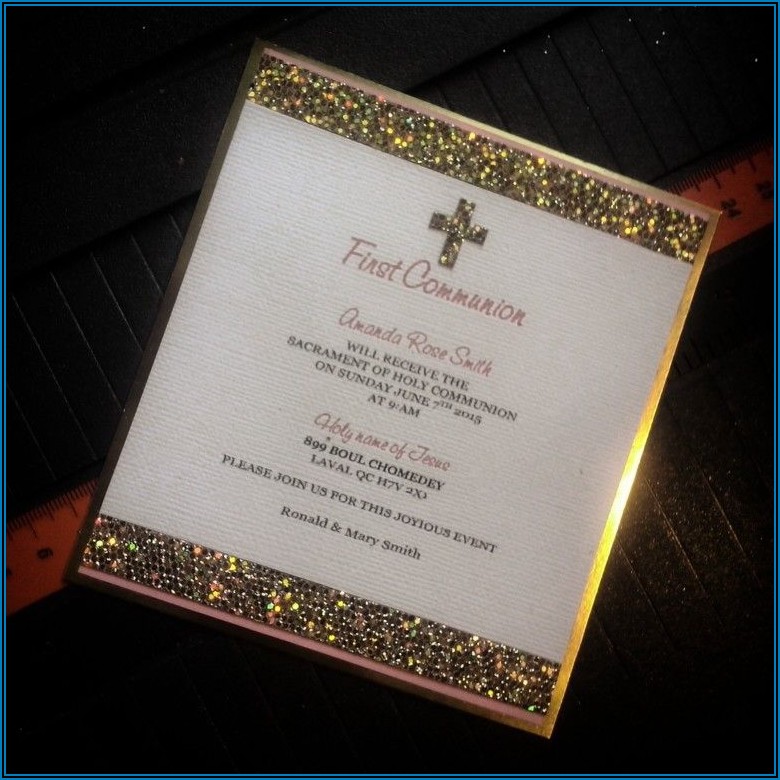 First Communion
Amanda Rose Smith
WILL RECEIVE THE
SACRAMENT OF HOLY COMMUNION
ON SUNDAY JUNE 7TH 2015
AT 9:AM
Holy name of Jesus
899 BOUL CHOMEDEY
LAVAL QC H7V 2X1
PLEASE JOIN US FOR THIS JOYIOUS EVENT
Ronald & Mary Smith
24